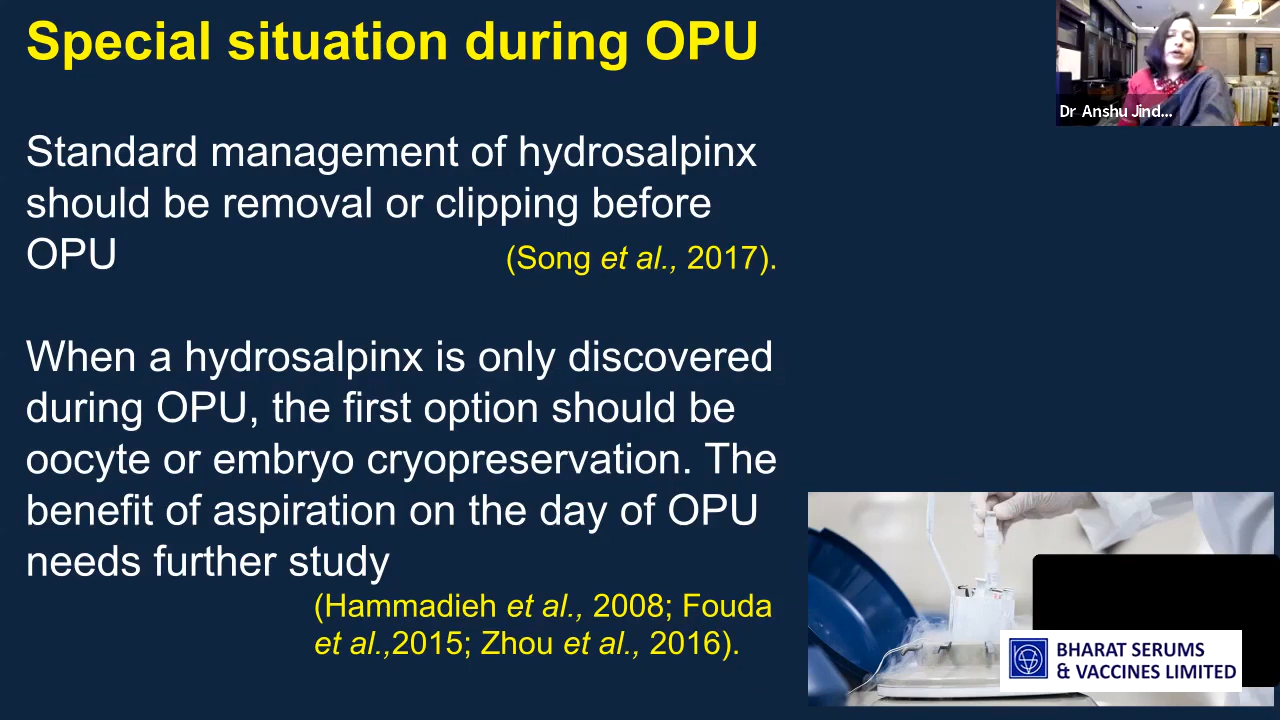 Special situation during OPU
Dr Anshu Jind...
Standard management of hydrosalpinx
should be removal or clipping before
OPU (Song et al., 2017).
When a hydrosalpinx is only discovered
during OPU, the first option should be
oocyte or embryo cryopreservation. The
benefit of aspiration on the day of OPU
needs further study
(Hammadieh et al., 2008; Fouda
et al.,2015; Zhou et al., 2016).
BHARAT SERUMS
& VACCINES LIMITED